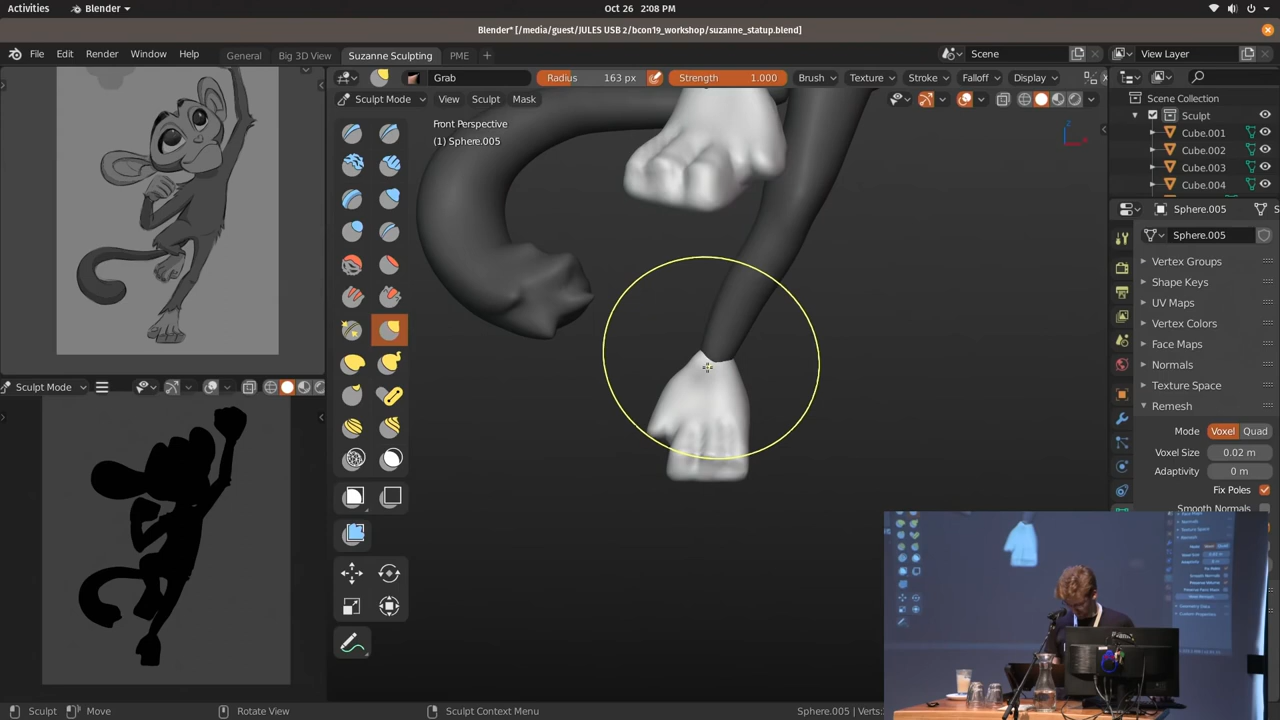 Activities Blender Oct 26 2:08 PM
Blender* [/media/guest/JULES USB 2/bcon19_workshop/suzanne_statup.blend]
File Edit Render Window Help General Big 3D View Suzanne Sculpting PME + Scene View Layer
Grab Radius 163 px Strength 1.000 Brush Texture Stroke Falloff Display
Sculpt Mode View Sculpt Mask
Scene Collection
Sculpt
Front Perspective
(1) Sphere.005
Cube.001
Cube.002
Cube.003
Cube.004
Sphere.005 S
Sphere.005
Vertex Groups
Shape Keys
UV Maps
Vertex Colors
Face Maps
Normals
Texture Space
Remesh
Sculpt Mode
Mode Voxel Quad
Voxel Size 0.02 m
Adaptivity 0 m
Fix Poles
Smooth Normals
Sculpt Move Rotate View Sculpt Context Menu Sphere.005 | Verts: